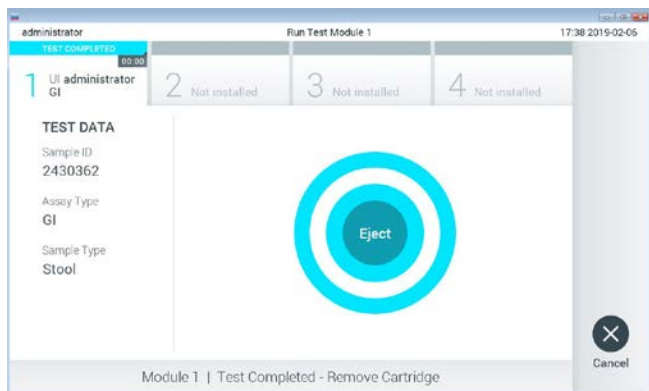 administrator Run Test Module 1 17:38 2019-02-06
TEST COMPLETED
00:00
1 UI administrator
GI
2 Not installed
3 Not installed
4 Not installed
TEST DATA
Sample ID
2430362
Assay Type
GI
Sample Type
Stool
Eject
Cancel
Module 1 | Test Completed - Remove Cartridge